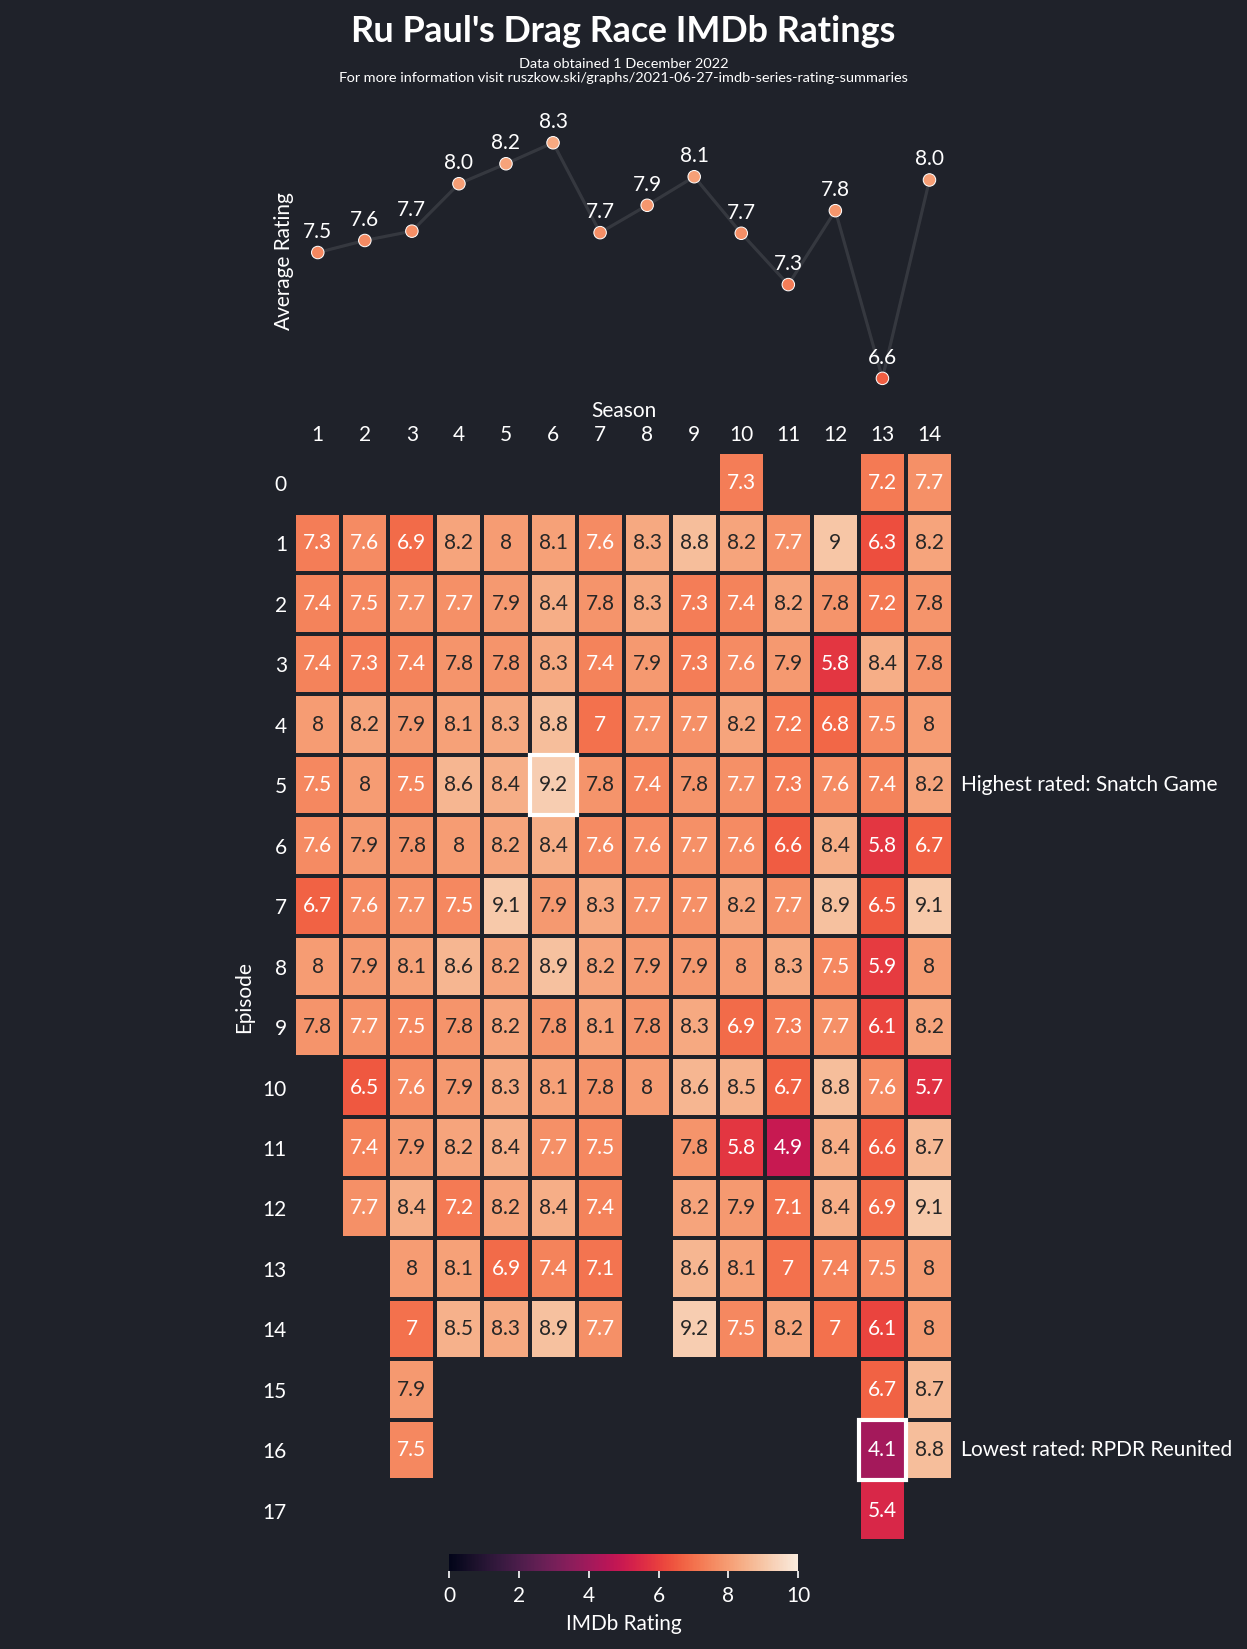 Ru Paul's Drag Race IMDb Ratings
Data obtained 1 December 2022
For more information visit ruszkow.ski/graphs/2021-06-27-imdb-series-rating-summaries
Average Rating
7.5 7.6 7.7 8.0 8.2 8.3 7.7 7.9 8.1 7.7 7.3 7.8 6.6 8.0
Season
1 2 3 4 5 6 7 8 9 10 11 12 13 14
Episode
0 7.3 7.2 7.7
1 7.3 7.6 6.9 8.2 8 8.1 7.6 8.3 8.8 8.2 7.7 9 6.3 8.2
2 7.4 7.5 7.7 7.7 7.9 8.4 7.8 8.3 7.3 7.4 8.2 7.8 7.2 7.8
3 7.4 7.3 7.4 7.8 7.8 8.3 7.4 7.9 7.3 7.6 7.9 5.8 8.4 7.8
4 8 8.2 7.9 8.1 8.3 8.8 7 7.7 7.7 8.2 7.2 6.8 7.5 8
5 7.5 8 7.5 8.6 8.4 9.2 7.8 7.4 7.8 7.7 7.3 7.6 7.4 8.2 Highest rated: Snatch Game
6 7.6 7.9 7.8 8 8.2 8.4 7.6 7.6 7.7 7.6 6.6 8.4 5.8 6.7
7 6.7 7.6 7.7 7.5 9.1 7.9 8.3 7.7 7.7 8.2 7.7 8.9 6.5 9.1
8 8 7.9 8.1 8.6 8.2 8.9 8.2 7.9 7.9 8 8.3 7.5 5.9 8
9 7.8 7.7 7.5 7.8 8.2 7.8 8.1 7.8 8.3 6.9 7.3 7.7 6.1 8.2
10 6.5 7.6 7.9 8.3 8.1 7.8 8 8.6 8.5 6.7 8.8 7.6 5.7
11 7.4 7.9 8.2 8.4 7.7 7.5 7.8 5.8 4.9 8.4 6.6 8.7
12 7.7 8.4 7.2 8.2 8.4 7.4 8.2 7.9 7.1 8.4 6.9 9.1
13 8 8.1 6.9 7.4 7.1 8.6 8.1 7 7.4 7.5 8
14 7 8.5 8.3 8.9 7.7 9.2 7.5 8.2 7 6.1 8
15 7.9 6.7 8.7
16 7.5 4.1 8.8 Lowest rated: RPDR Reunited
17 5.4
0 2 4 6 8 10
IMDb Rating